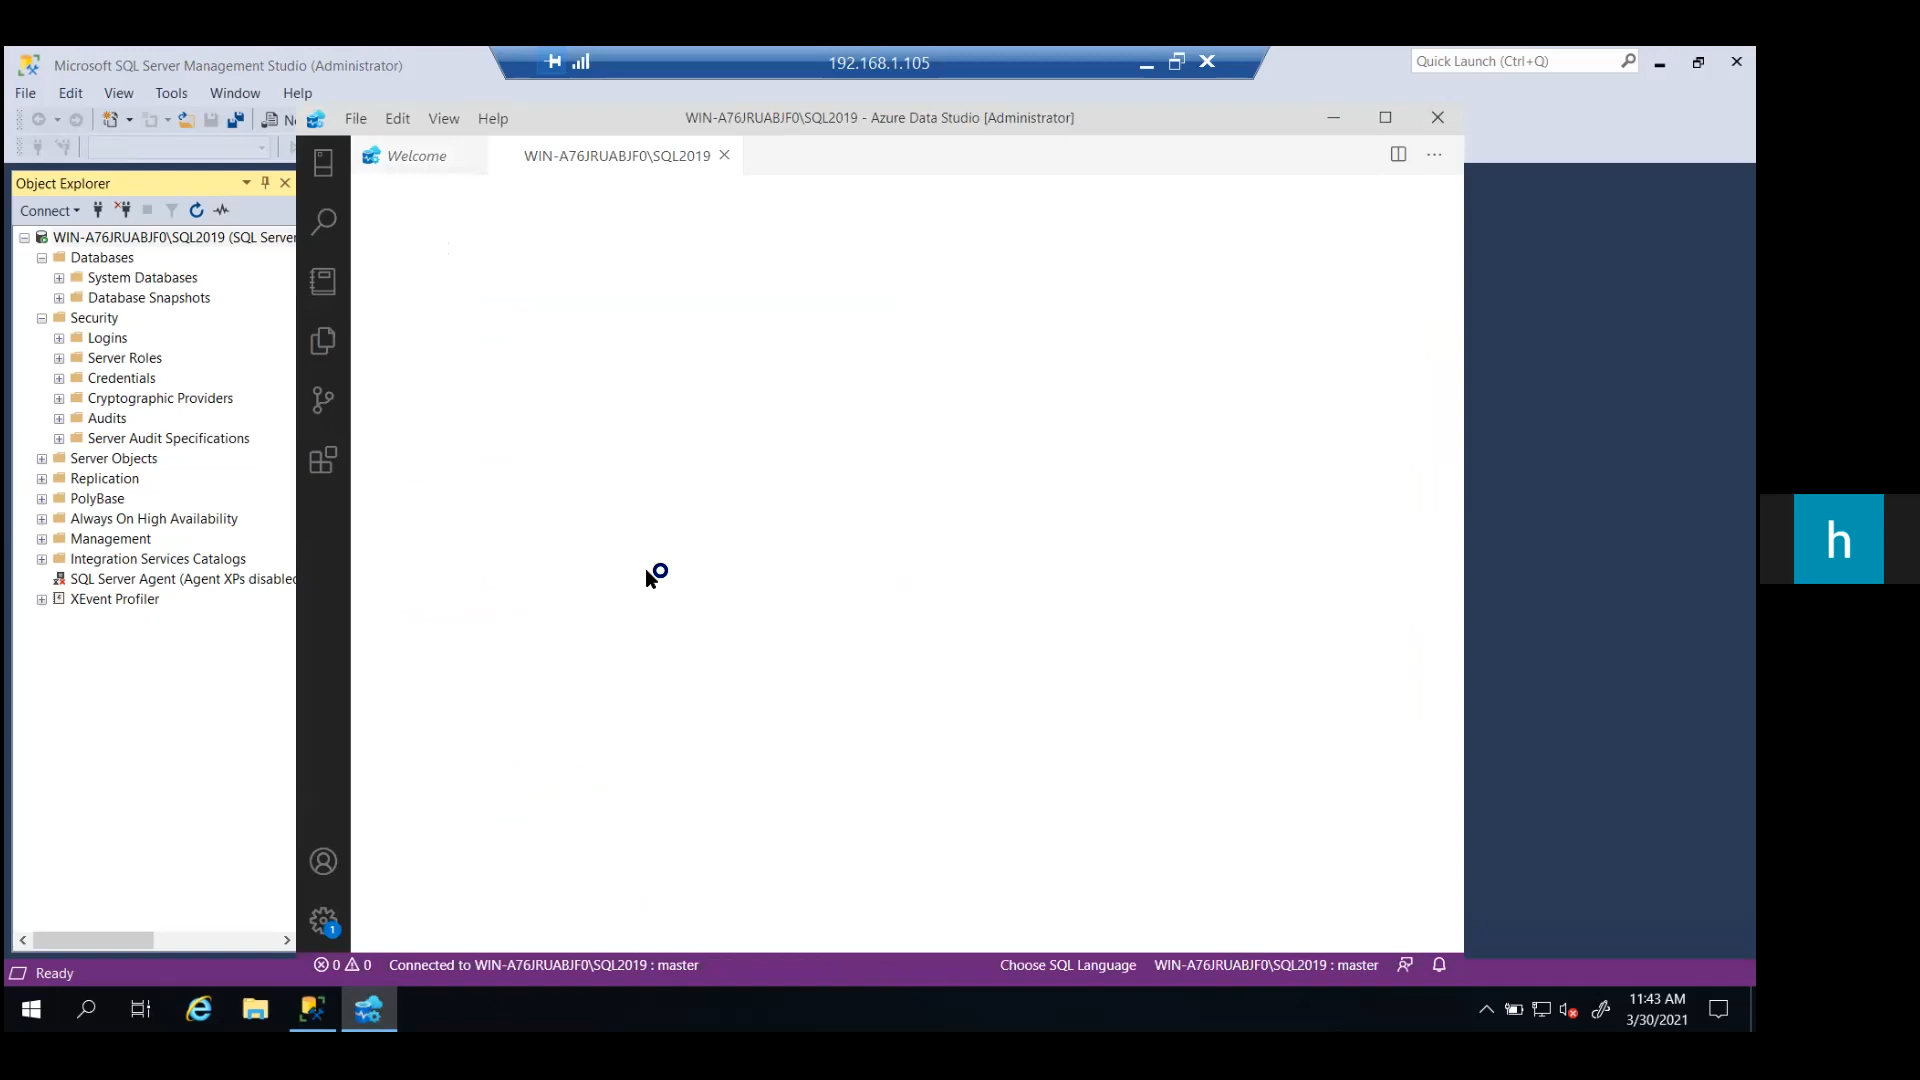 Microsoft SQL Server Management Studio (Administrator)
192.168.1.105
Quick Launch (Ctrl+Q)
File Edit View Tools Window Help
File Edit View Help
WIN-A76JRUABJF0\SQL2019 - Azure Data Studio [Administrator]
Welcome
WIN-A76JRUABJF0\SQL2019
Object Explorer
Connect
WIN-A76JRUABJF0\SQL2019 (SQL Server
Databases
System Databases
Database Snapshots
Security
Logins
Server Roles
Credentials
Cryptographic Providers
Audits
Server Audit Specifications
Server Objects
Replication
PolyBase
Always On High Availability
Management
Integration Services Catalogs
SQL Server Agent (Agent XPs disabled
XEvent Profiler
h
1
0 0 Connected to WIN-A76JRUABJF0\SQL2019 : master
Choose SQL Language WIN-A76JRUABJF0\SQL2019 : master
Ready
11:43 AM
3/30/2021